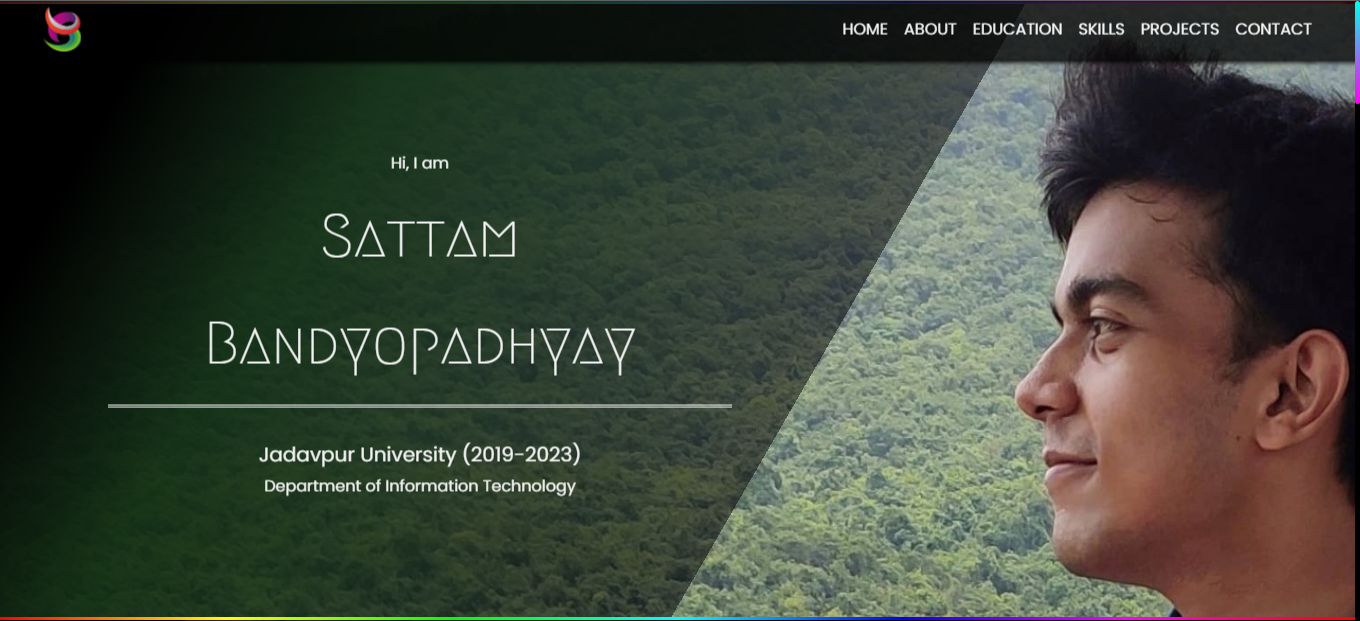 HOME ABOUT EDUCATION SKILLS PROJECTS CONTACT
Hi, I am
Sattam
Bandyopadhyay
Jadavpur University (2019-2023)
Department of Information Technology